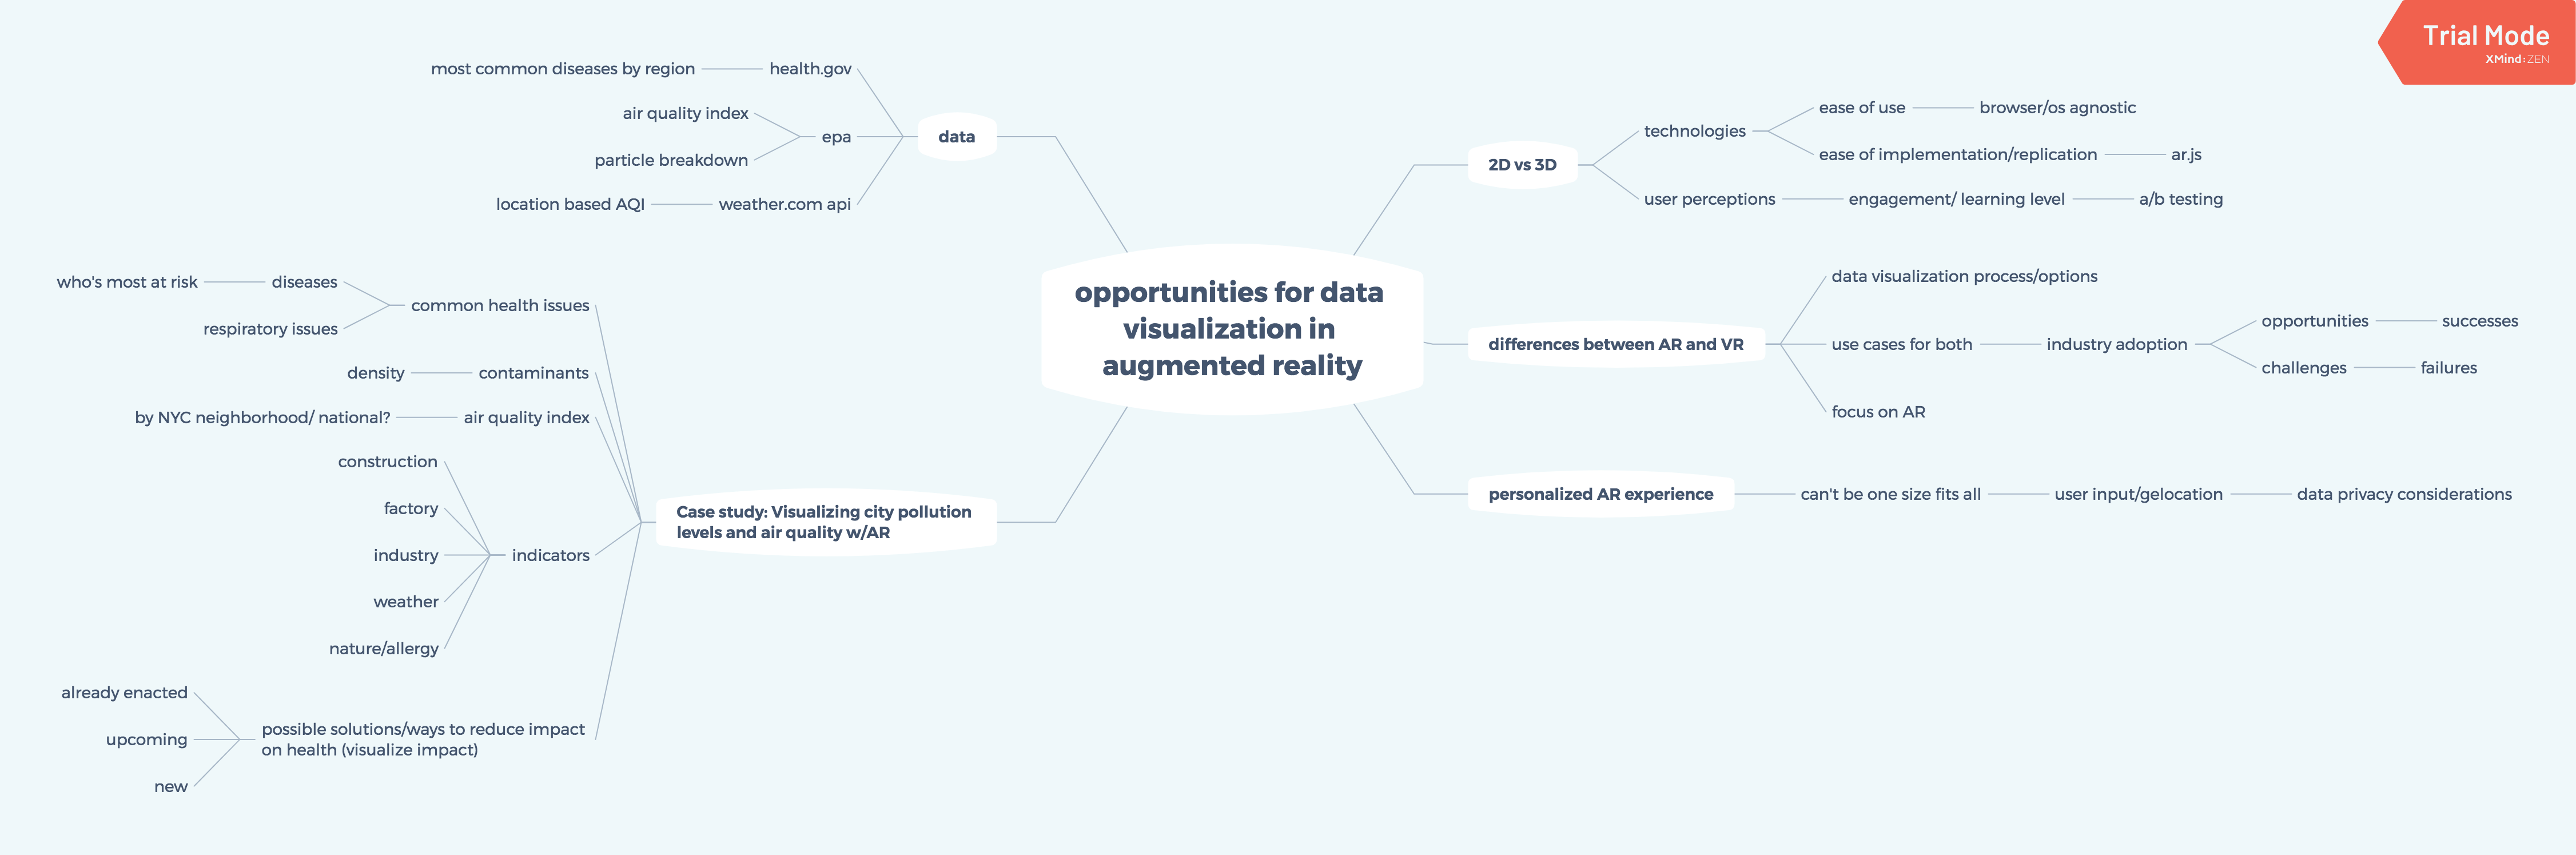 Trial Mode
XMind:ZEN
opportunities for data
visualization in
augmented reality
data
health.gov
most common diseases by region
epa
air quality index
particle breakdown
weather.com api
location based AQI
Case study: Visualizing city pollution
levels and air quality w/AR
common health issues
diseases
who's most at risk
respiratory issues
contaminants
density
air quality index
by NYC neighborhood/ national?
indicators
construction
factory
industry
weather
nature/allergy
possible solutions/ways to reduce impact
on health (visualize impact)
already enacted
upcoming
new
2D vs 3D
technologies
ease of use
browser/os agnostic
ease of implementation/replication
ar.js
user perceptions
engagement/ learning level
a/b testing
differences between AR and VR
data visualization process/options
use cases for both
industry adoption
opportunities
successes
challenges
failures
focus on AR
personalized AR experience
can't be one size fits all
user input/gelocation
data privacy considerations